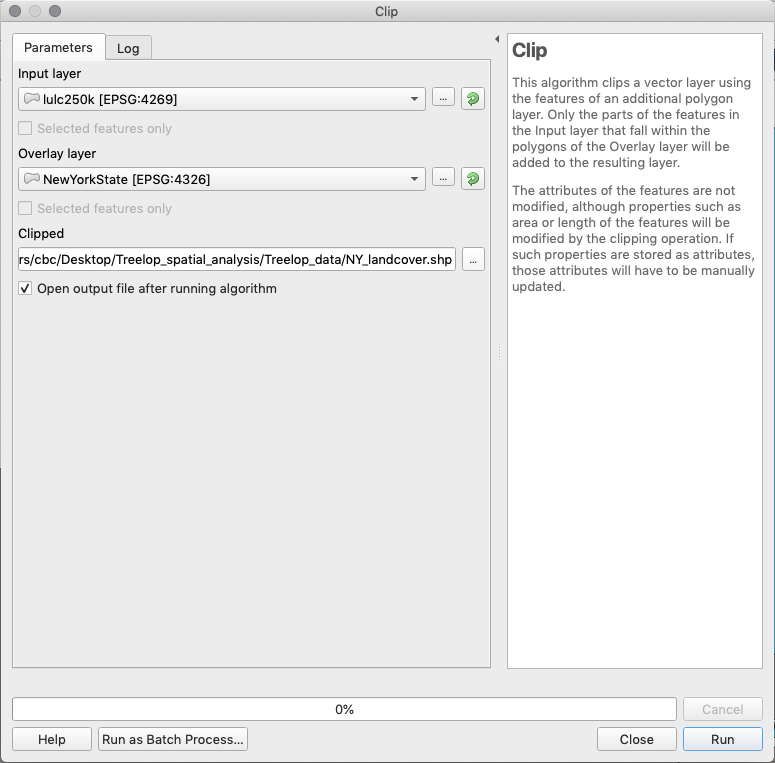 Clip
Parameters
Log
Input layer
lulc250k [EPSG:4269]
...
Selected features only
Overlay layer
NewYorkState [EPSG:4326]
...
Selected features only
Clipped
rs/cbc/Desktop/Treelop_spatial_analysis/Treelop_data/NY_landcover.shp
...
Open output file after running algorithm
Clip
This algorithm clips a vector layer using
the features of an additional polygon
layer. Only the parts of the features in
the Input layer that fall within the
polygons of the Overlay layer will be
added to the resulting layer.
The attributes of the features are not
modified, although properties such as
area or length of the features will be
modified by the clipping operation. If
such properties are stored as attributes,
those attributes will have to be manually
updated.
0%
Cancel
Help
Run as Batch Process...
Close
Run